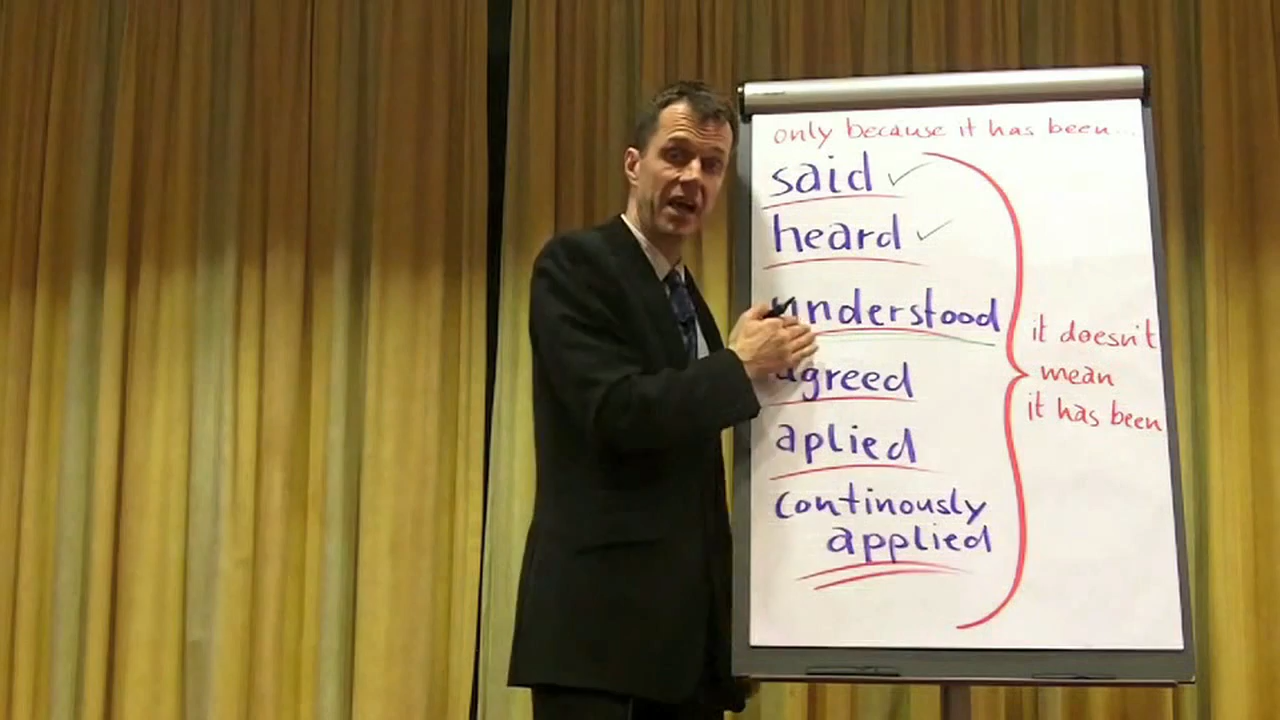 only because it has been...
said ✓
heard ✓
understood
agreed
aplied
continously
applied
it doesn't
mean
it has been